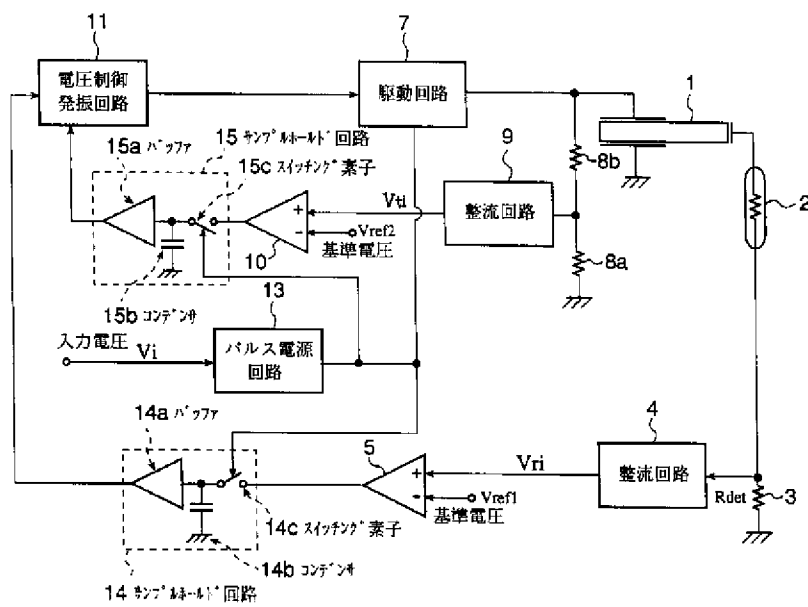 11
電圧制御
発振回路
7
駆動回路
1
15a バッファ
15 サンプルホールド回路
15c スイッチング素子
9
整流回路
Vti
8b
2
+
-
Vref2
基準電圧
10
8a
15b コンデンサ
13
入力電圧
Vi
パルス電源
回路
14a バッファ
5
4
整流回路
+
-
Vri
Vref1
基準電圧
Rdet
3
14c スイッチング素子
14b コンデンサ
14 サンプルホールド回路